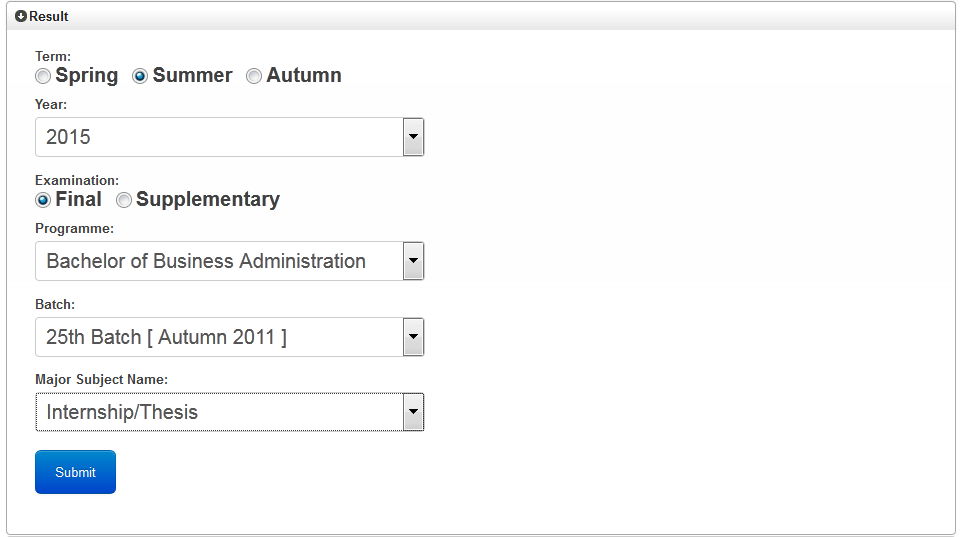 Result
Term:
Spring Summer Autumn
Year:
2015
Examination:
Final Supplementary
Programme:
Bachelor of Business Administration
Batch:
25th Batch [ Autumn 2011 ]
Major Subject Name:
Internship/Thesis
Submit